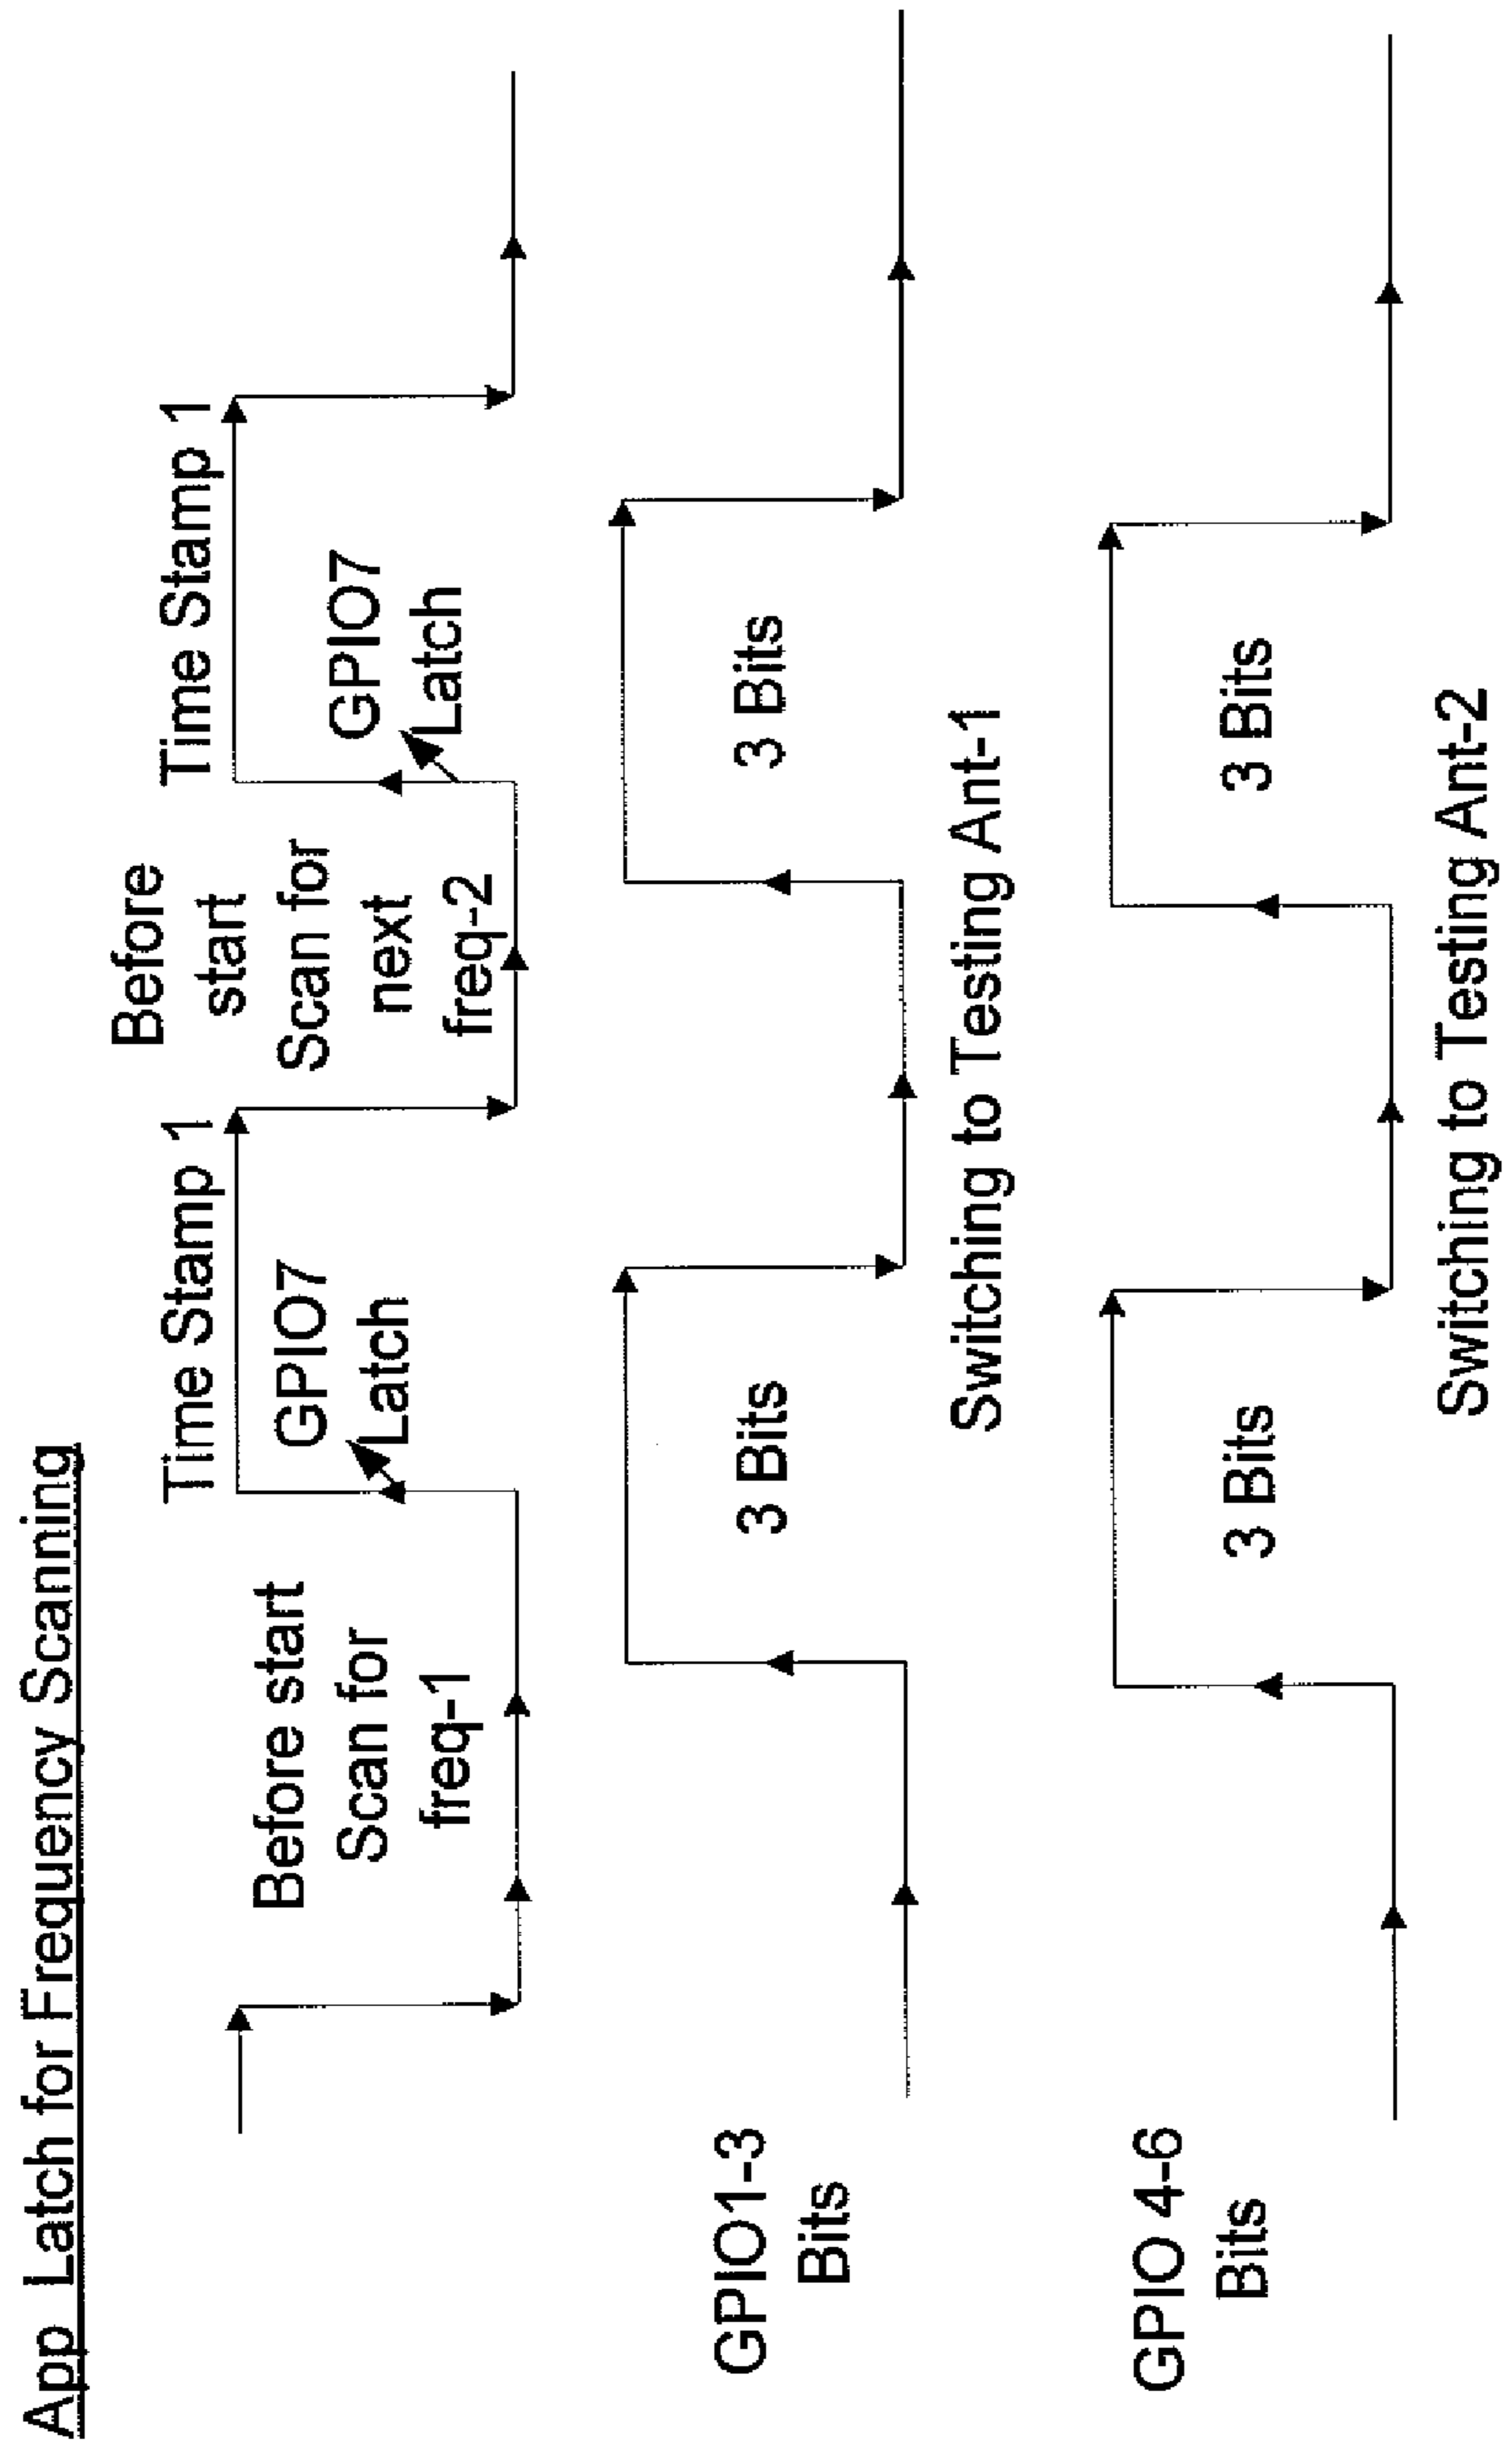 App Latch for Frequency Scanning
Before start
Scan for
freq-1
Time Stamp 1
GPIO7
Latch
Before
start
Scan for
next
freq-2
Time Stamp 1
GPIO7
Latch
GPIO1-3
Bits
3 Bits
3 Bits
Switching to Testing Ant-1
GPIO 4-6
Bits
3 Bits
3 Bits
Switching to Testing Ant-2